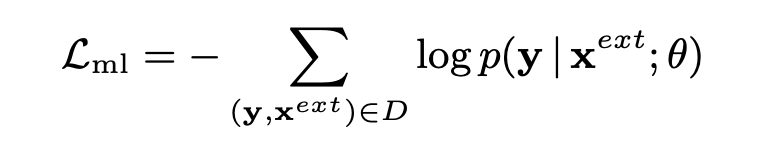 ℒ_ml = − ∑_{(𝐲,𝐱^{ext})∈D} log p(𝐲 | 𝐱^{ext}; θ)